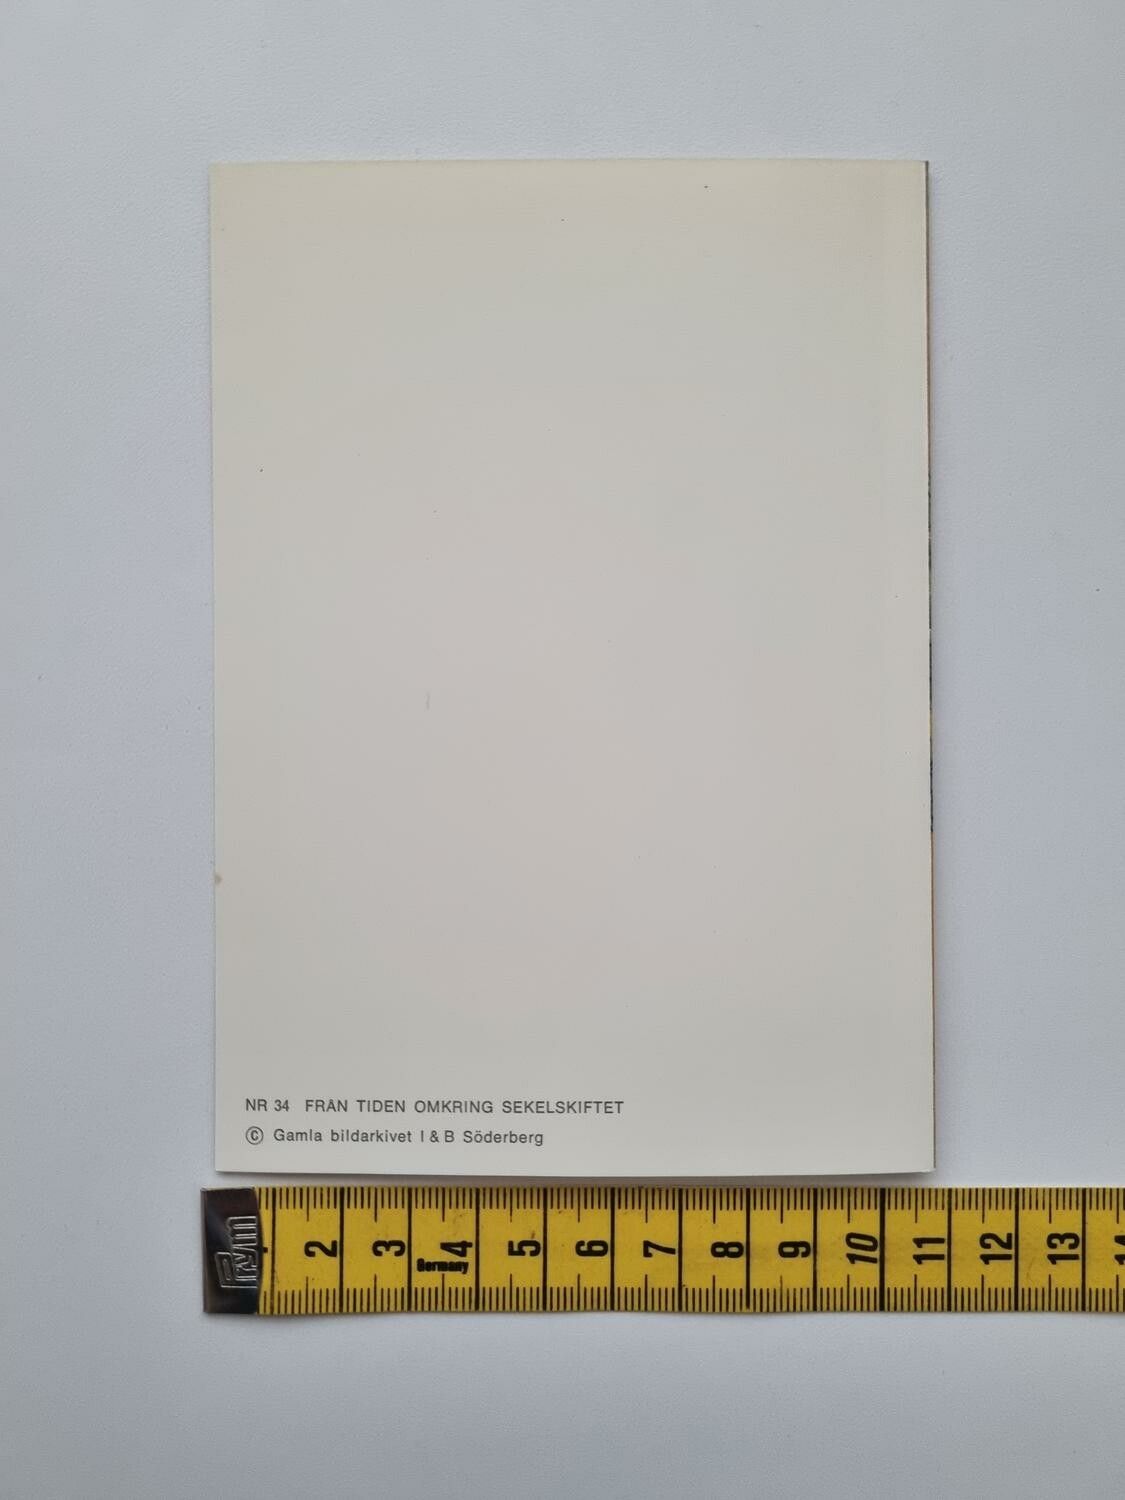 NR 34 FRÅN TIDEN OMKRING SEKELSKIFTET
© Gamla bildarkivet I & B Söderberg
Prym
2 3 4 5 6 7 8 9 10 11 12 13 14
Germany